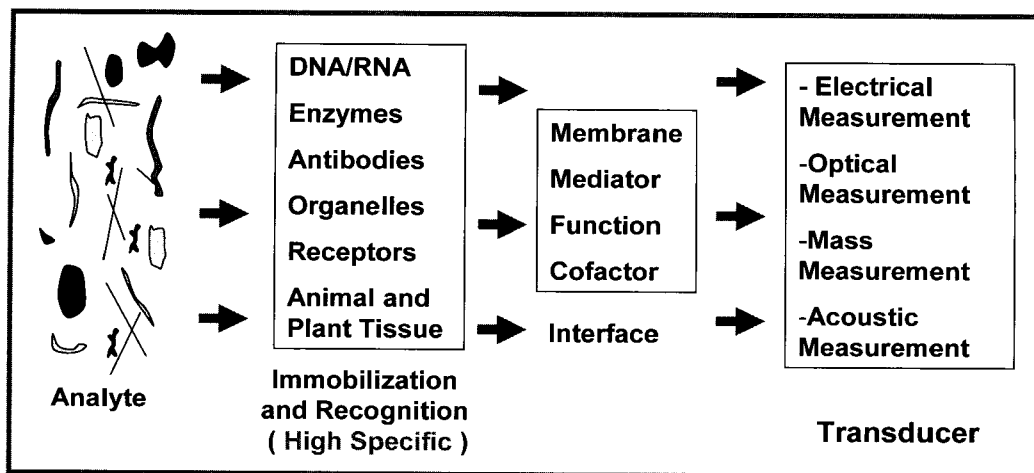 DNA/RNA
Enzymes
Antibodies
Organelles
Receptors
Animal and
Plant Tissue
Membrane
Mediator
Function
Cofactor
Interface
- Electrical
Measurement
-Optical
Measurement
-Mass
Measurement
-Acoustic
Measurement
Analyte
Immobilization
and Recognition
( High Specific )
Transducer